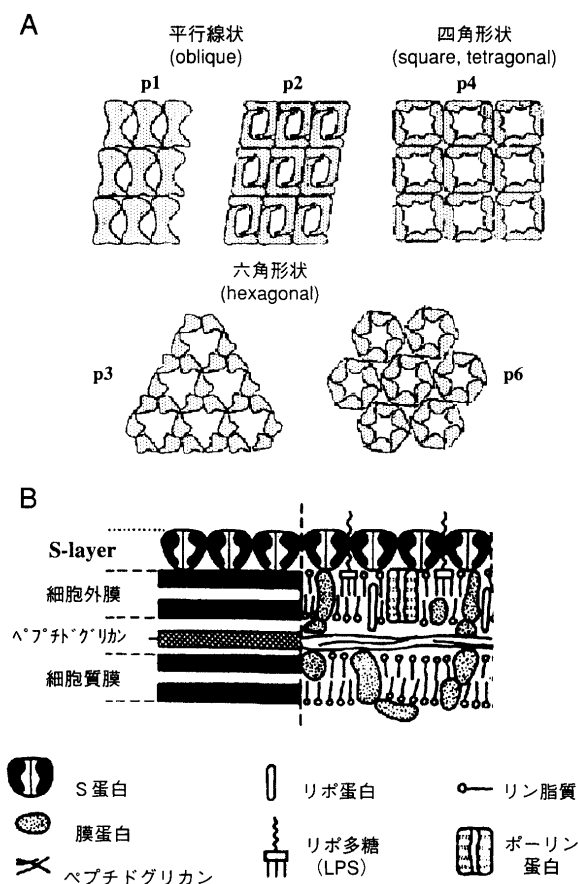 A
平行線状
(oblique)
四角形状
(square, tetragonal)
p1
p2
p4
六角形状
(hexagonal)
p3
p6
B
S-layer
細胞外膜
ペプチドグリカン
細胞質膜
S蛋白
リポ蛋白
リン脂質
膜蛋白
リポ多糖
(LPS)
ポーリン
蛋白
ペプチドグリカン